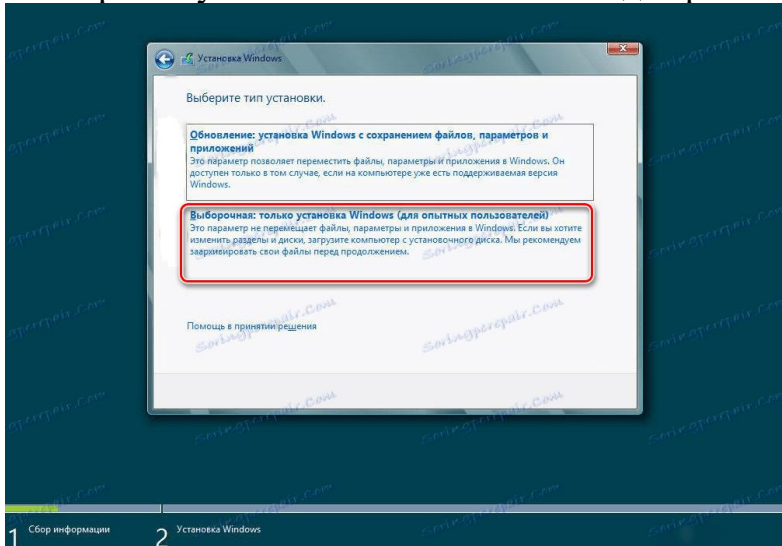 Установка Windows
Выберите тип установки.
Обновление: установка Windows с сохранением файлов, параметров и
приложений
Это параметр позволяет переместить файлы, параметры и приложения в Windows. Он
доступен только в том случае, если на компьютере уже есть поддерживаемая версия
Windows.
Выборочная: только установка Windows (для опытных пользователей)
Это параметр не перемещает файлы, параметры и приложения в Windows. Если вы хотите
изменить разделы и диски, загрузите компьютер с установочного диска. Мы рекомендуем
заархивировать свои файлы перед продолжением.
Помощь в принятии решения
1 Сбор информации
2 Установка Windows